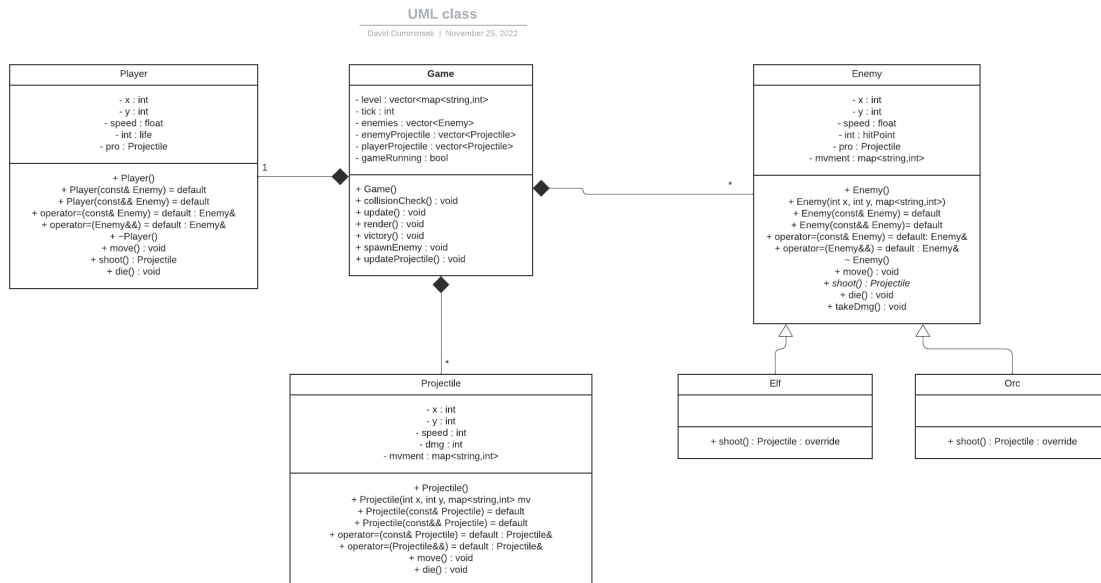 UML class
David Dumminsek | November 25, 2022
Player
- x : int
- y : int
- speed : float
- int : life
- pro : Projectile
+ Player()
+ Player(const& Enemy) = default
+ Player(const&& Enemy) = default
+ operator=(const& Enemy) = default : Enemy&
+ operator=(Enemy&&) = default : Enemy&
+ ~Player()
+ move() : void
+ shoot() : Projectile
+ die() : void
1
Game
- level : vector<map<string,int>
- tick : int
- enemies : vector<Enemy>
- enemyProjectile : vector<Projectile>
- playerProjectile : vector<Projectile>
- gameRunning : bool
+ Game()
+ collisionCheck() : void
+ update() : void
+ render() : void
+ victory() : void
+ spawnEnemy : void
+ updateProjectile() : void
*
Enemy
- x : int
- y : int
- speed : float
- int : hitPoint
- pro : Projectile
- mvment : map<string,int>
+ Enemy()
+ Enemy(int x, int y, map<string,int>)
+ Enemy(const& Enemy) = default
+ Enemy(const&& Enemy)= default
+ operator=(const& Enemy) = default: Enemy&
+ operator=(Enemy&&) = default : Enemy&
~ Enemy()
+ move() : void
+ shoot() : Projectile
+ die() : void
+ takeDmg() : void
*
Projectile
- x : int
- y : int
- speed : int
- dmg : int
- mvment : map<string,int>
+ Projectile()
+ Projectile(int x, int y, map<string,int> mv
+ Projectile(const& Projectile) = default
+ Projectile(const&& Projectile) = default
+ operator=(const& Projectile) = default : Projectile&
+ operator=(Projectile&&) = default : Projectile&
+ move() : void
+ die() : void
Elf
+ shoot() : Projectile : override
Orc
+ shoot() : Projectile : override